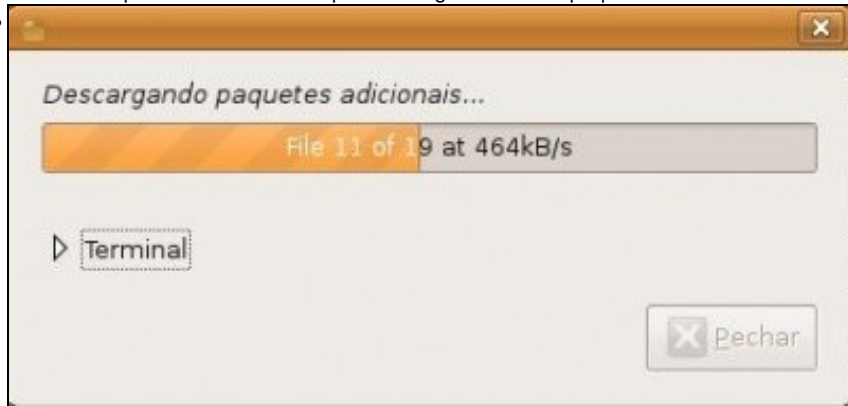 Descargando paquetes adicionais...
File 11 of 19 at 464kB/s
Terminal
Pechar